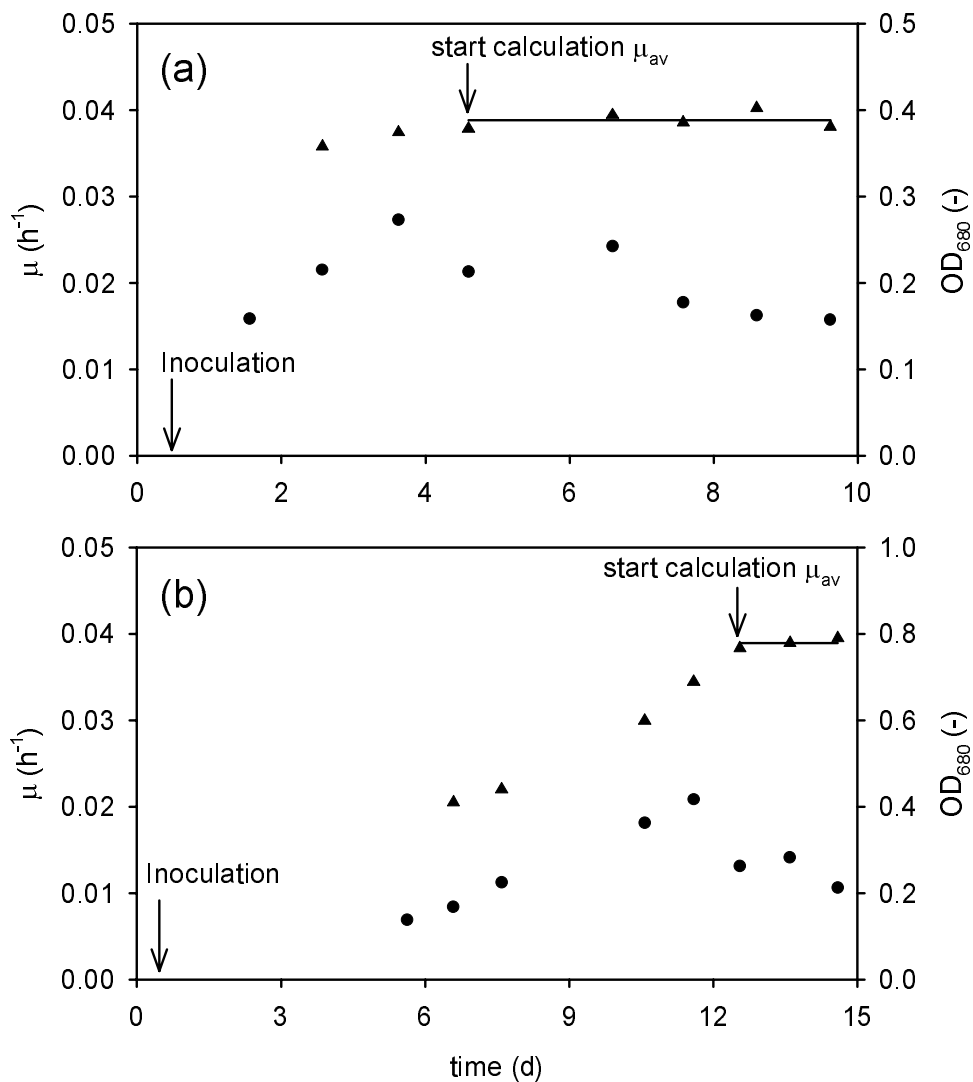 (a)
start calculation μav
Inoculation
μ (h-1)
OD680 (-)
0.05
0.04
0.03
0.02
0.01
0.00
0.5
0.4
0.3
0.2
0.1
0.0
0 2 4 6 8 10
(b)
start calculation μav
Inoculation
μ (h-1)
OD680 (-)
0.05
0.04
0.03
0.02
0.01
0.00
1.0
0.8
0.6
0.4
0.2
0.0
0 3 6 9 12 15
time (d)